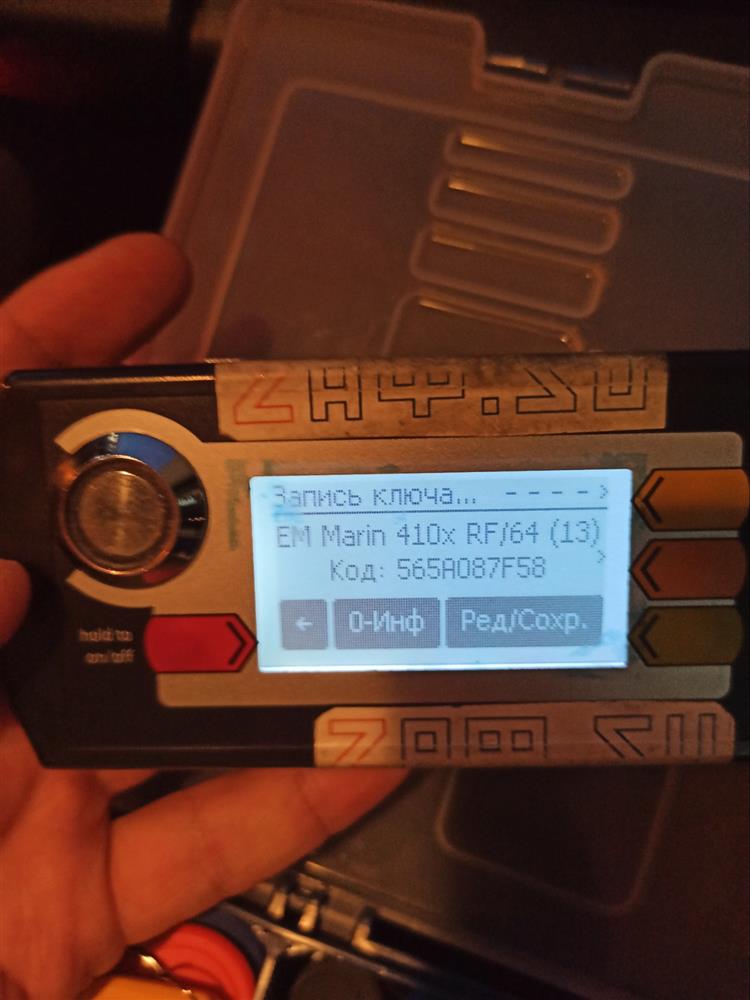 Запись ключа... ----
EM Marin 410x RF/64 (13)
Код: 565A087F58
← 0-Инф Ред/Сохр.
hold to
on/off